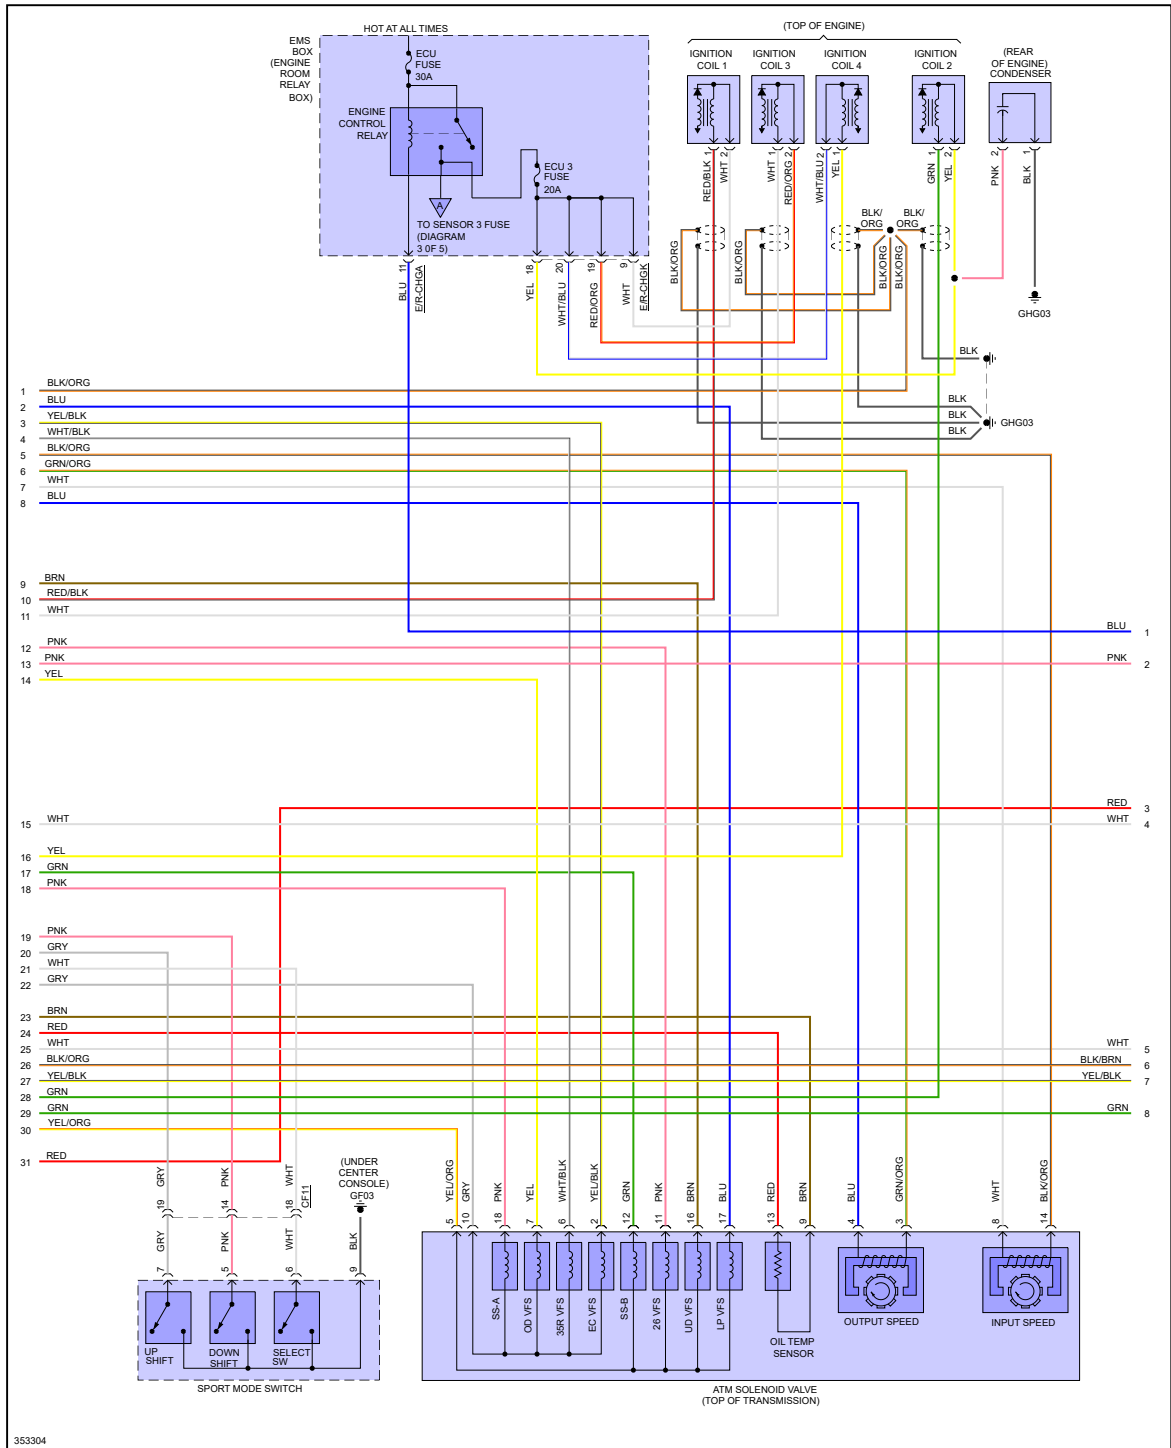 HOT AT ALL TIMES
EMS
BOX
(ENGINE
ROOM
RELAY
BOX)
ECU
FUSE
30A
ENGINE
CONTROL
RELAY
A
TO SENSOR 3 FUSE
(DIAGRAM
3 0F 5)
ECU 3
FUSE
20A
(TOP OF ENGINE)
IGNITION
COIL 1
IGNITION
COIL 3
IGNITION
COIL 4
IGNITION
COIL 2
(REAR
OF ENGINE)
CONDENSER
1 2 1 2 2 1 1 2 2 1
RED/BLK
WHT
WHT
RED/ORG
WHT/BLU
YEL
GRN
YEL
PNK
BLK
BLK/
ORG
BLK/
ORG
BLK/ORG
BLK/ORG
BLK/ORG
BLK/ORG
11
BLU
E/R-CHGA
18
YEL
20
WHT/BLU
19
RED/ORG
9
WHT
E/R-CHGK
GHG03
BLK
BLK
BLK
BLK
GHG03
1 BLK/ORG
2 BLU
3 YEL/BLK
4 WHT/BLK
5 BLK/ORG
6 GRN/ORG
7 WHT
8 BLU
9 BRN
10 RED/BLK
11 WHT
BLU 1
12 PNK
13 PNK
PNK 2
14 YEL
RED 3
15 WHT
WHT 4
16 YEL
17 GRN
18 PNK
19 PNK
20 GRY
21 WHT
22 GRY
23 BRN
24 RED
25 WHT
WHT 5
26 BLK/ORG
BLK/BRN 6
27 YEL/BLK
YEL/BLK 7
28 GRN
29 GRN
GRN 8
30 YEL/ORG
31 RED
GRY
PNK
WHT
19
14
18
CF11
(UNDER
CENTER
CONSOLE)
GF03
GRY
PNK
WHT
BLK
7
5
6
9
UP
SHIFT
DOWN
SHIFT
SELECT
SW
SPORT MODE SWITCH
YEL/ORG
GRY
PNK
YEL
WHT/BLK
YEL/BLK
GRN
PNK
BRN
BLU
RED
BRN
BLU
GRN/ORG
WHT
BLK/ORG
5 10 18 7 6 2 12 11 16 17 13 9 4 3 8 14
SS-A
OD VFS
35R VFS
EC VFS
SS-B
26 VFS
UD VFS
LP VFS
OIL TEMP
SENSOR
OUTPUT SPEED
INPUT SPEED
ATM SOLENOID VALVE
(TOP OF TRANSMISSION)
353304